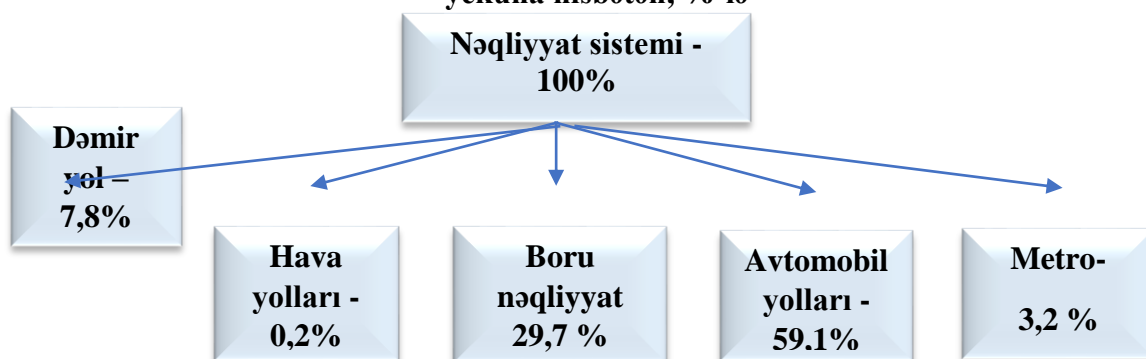 Nəqliyyat sistemi -
100%
Dəmir
yol –
7,8%
Hava
yolları -
0,2%
Boru
nəqliyyat
29,7 %
Avtomobil
yolları -
59,1%
Metro-
3,2 %